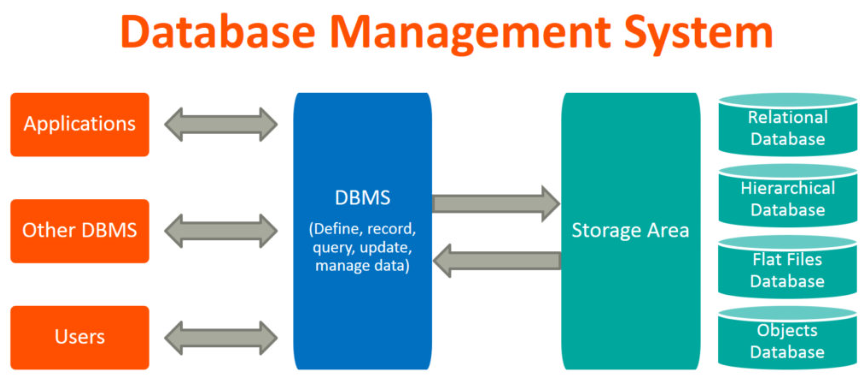 Database Management System
Applications
Other DBMS
Users
DBMS
(Define, record,
query, update,
manage data)
Storage Area
Relational
Database
Hierarchical
Database
Flat Files
Database
Objects
Database